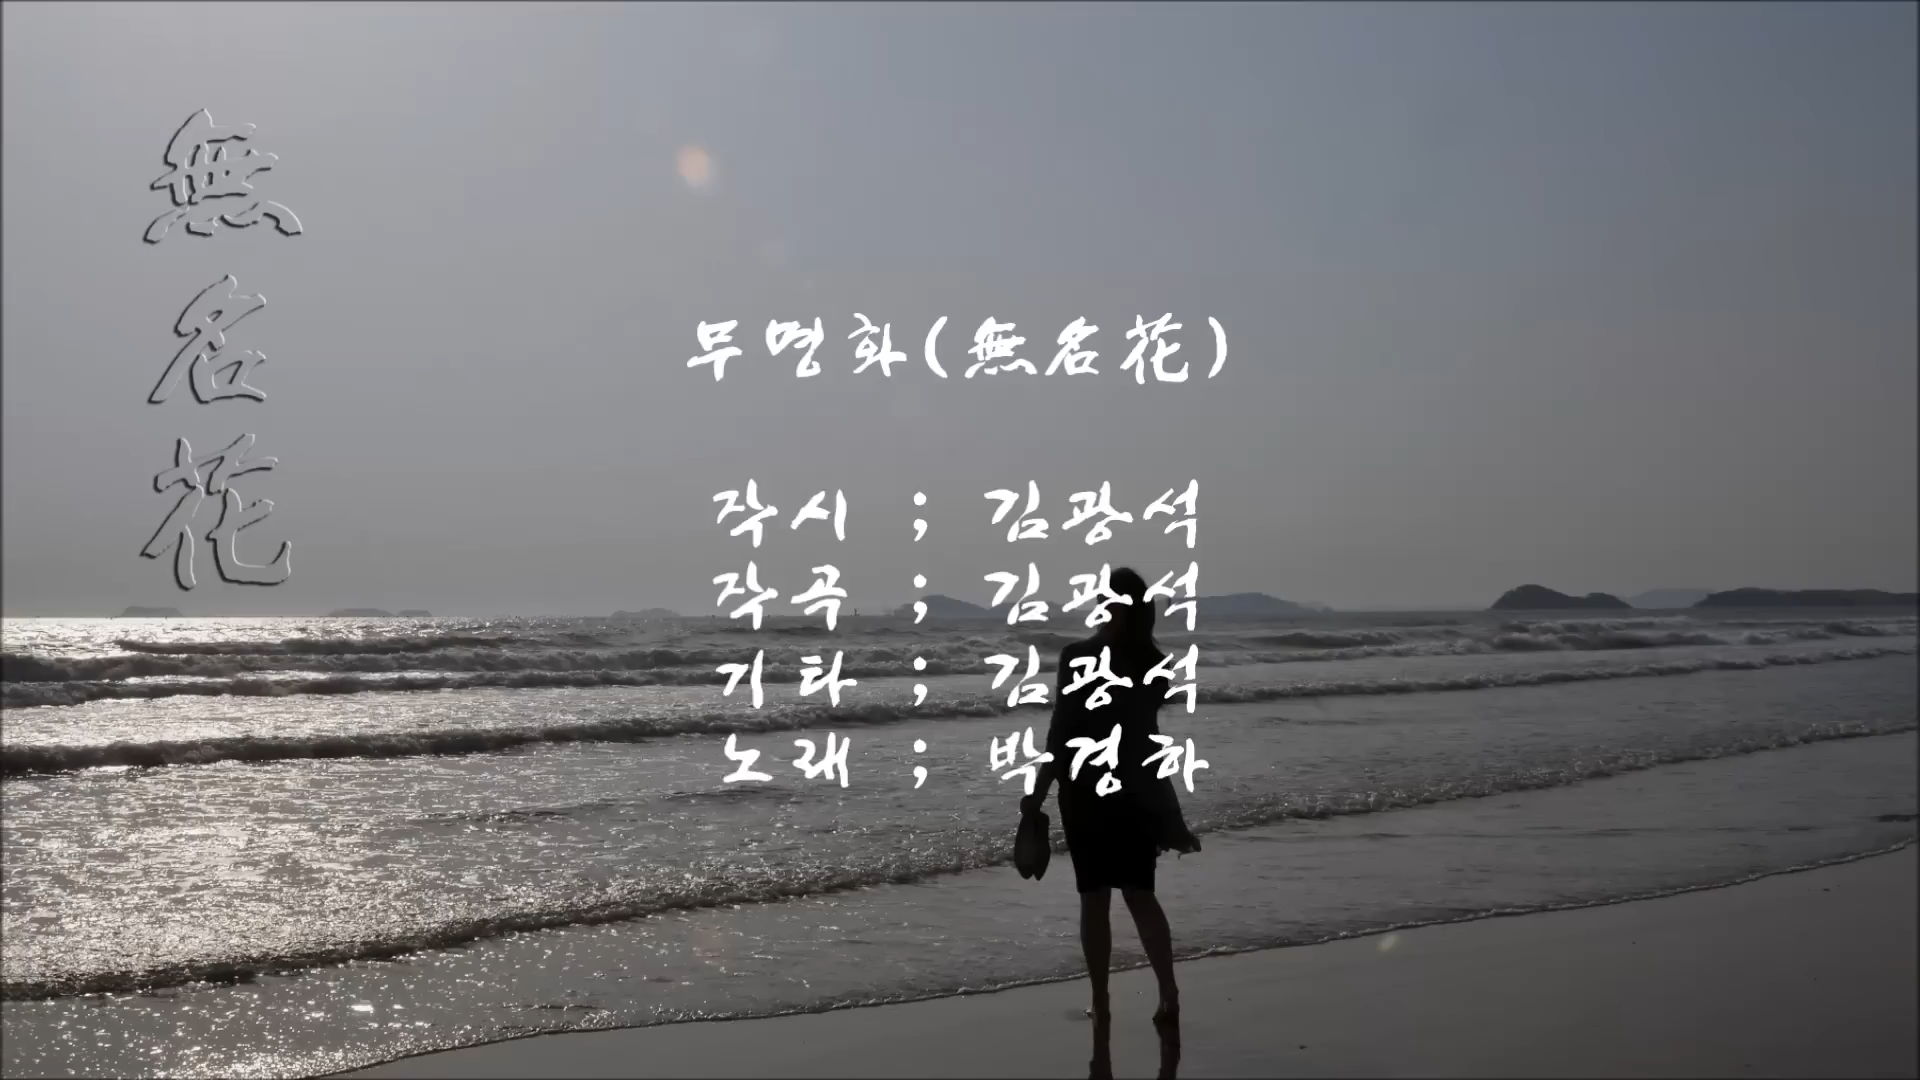 無名花
무명화(無名花)
작시 ; 김광석
작곡 ; 김광석
기타 ; 김광석
노래 ; 박경하